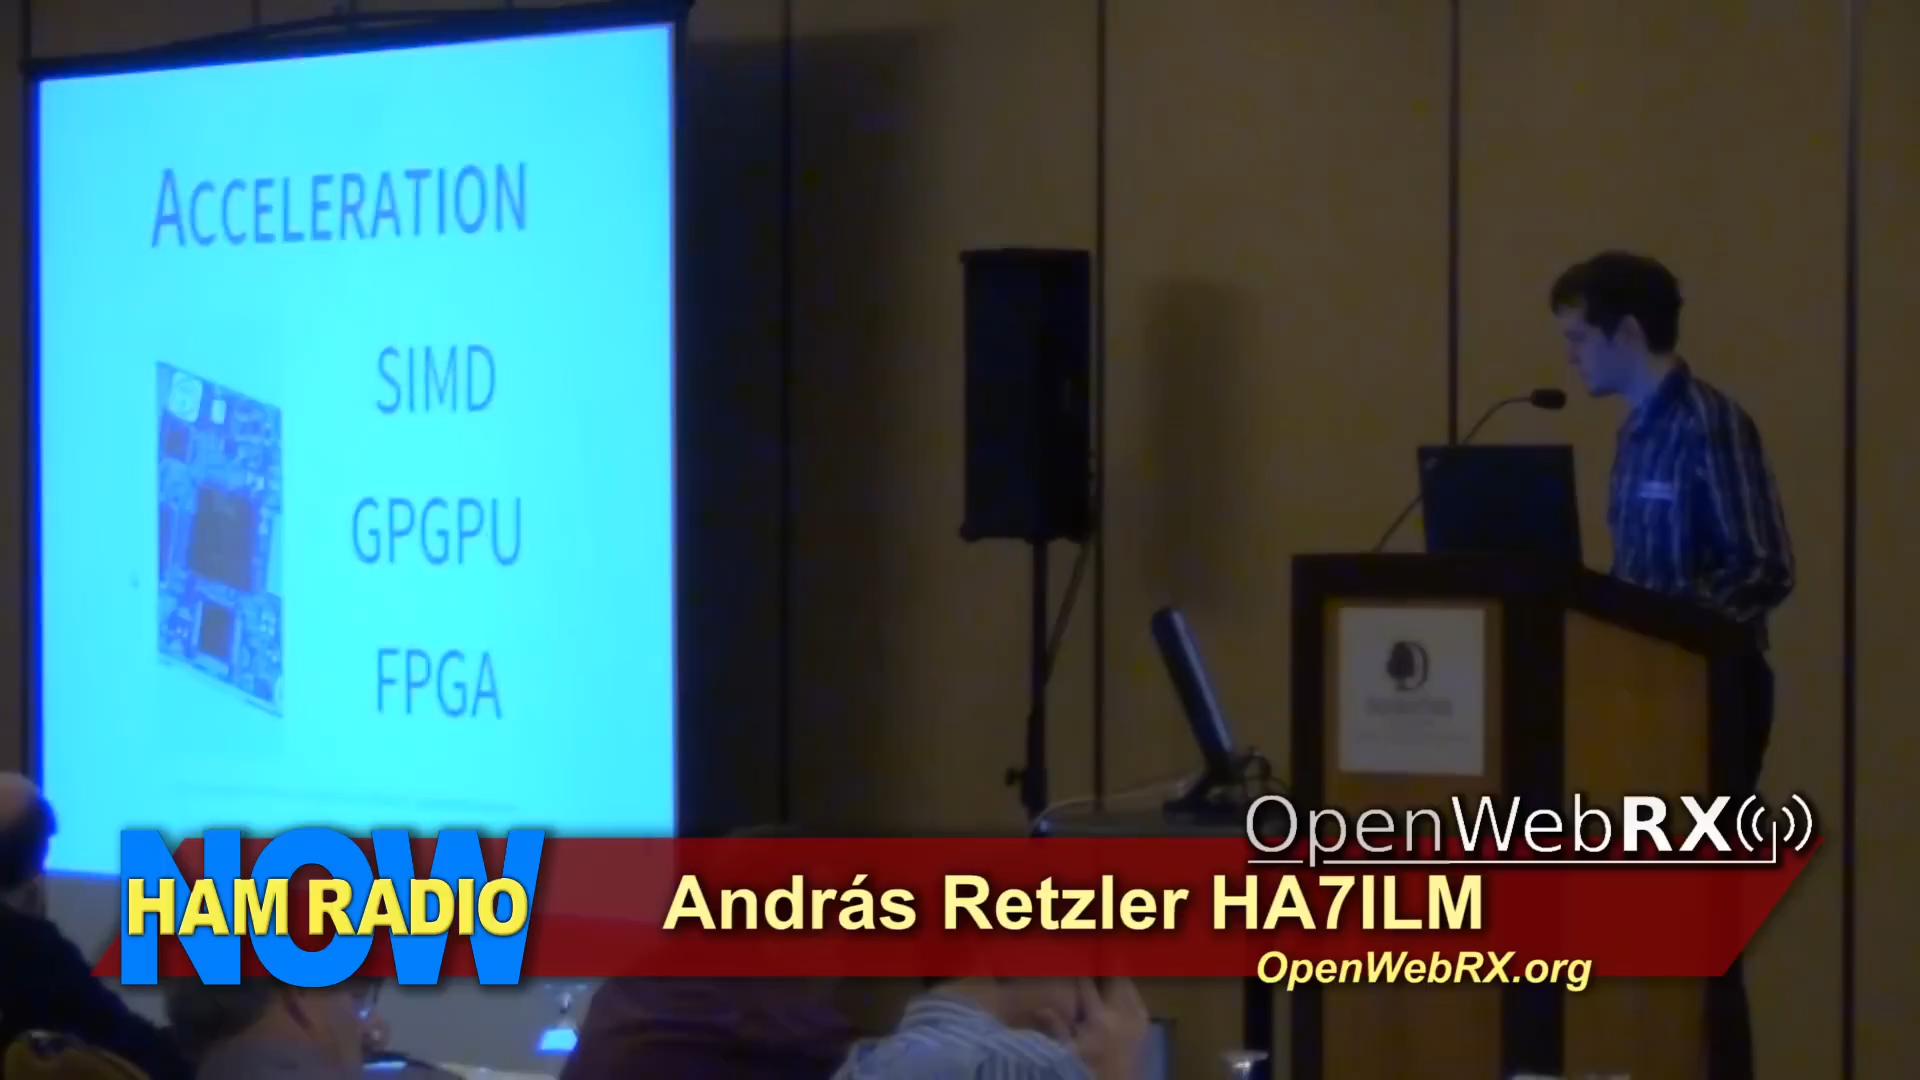 ACCELERATION
SIMD
GPGPU
FPGA
OpenWebRX
NOW
HAM RADIO
András Retzler HA7ILM
OpenWebRX.org